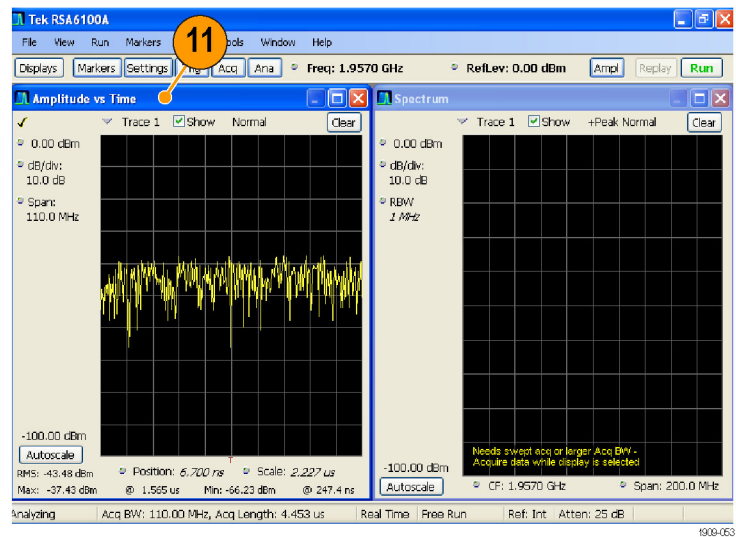 Tek RSA6100A
11
File View Run Markers Window Help
Displays Markers Settings Acq Ana Freq: 1.9570 GHz RefLev: 0.00 dBm Ampl Replay Run
Amplitude vs Time
Trace 1 Show Normal Clear
0.00 dBm
dB/div:
10.0 dB
Span:
110.0 MHz
-100.00 dBm
Autoscale
RMS: -43.48 dBm Position: 6.700 ns Scale: 2.227 us
Max: -37.43 dBm @ 1.565 us Min: -66.23 dBm @ 247.4 ns
Spectrum
Trace 1 Show +Peak Normal Clear
0.00 dBm
dB/div:
10.0 dB
RBW
1 MHz
Needs swept acq or larger Acq BW -
Acquire data while display is selected
-100.00 dBm
Autoscale CF: 1.9570 GHz Span: 200.0 MHz
Analyzing Acq BW: 110.00 MHz, Acq Length: 4.453 us Real Time Free Run Ref: Int Atten: 25 dB
1909-053